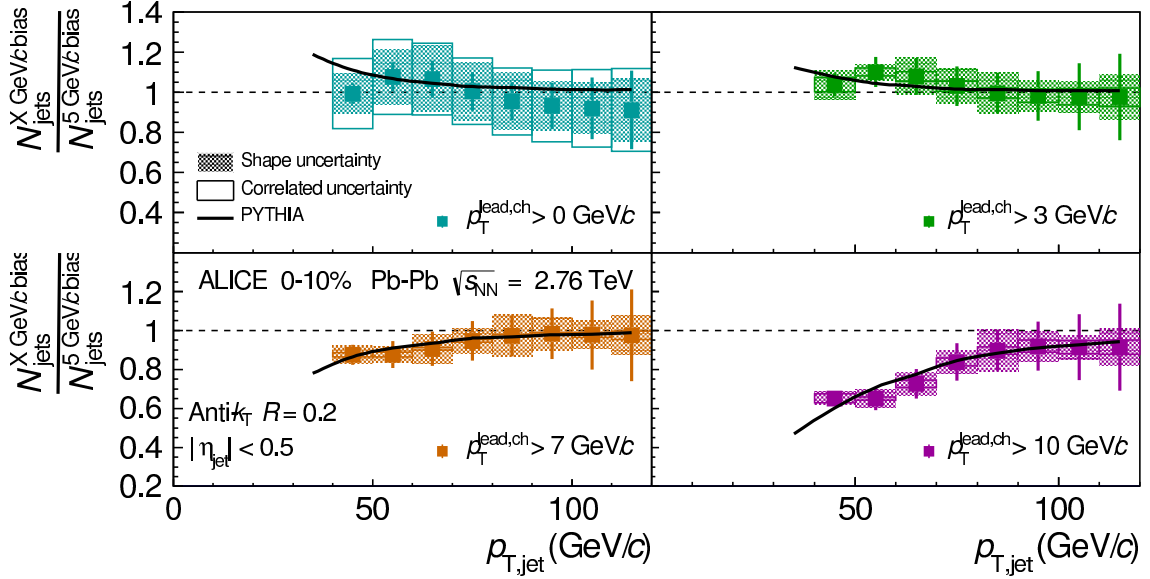 N_jets^X GeV/cbias / N_jets^5 GeV/cbias
1.4
1.2
1
0.8
0.6
0.4
Shape uncertainty
Correlated uncertainty
PYTHIA
p_T^lead,ch > 0 GeV/c
p_T^lead,ch > 3 GeV/c
N_jets^X GeV/cbias / N_jets^5 GeV/cbias
1.2
1
0.8
0.6
0.4
0.2
ALICE 0-10% Pb-Pb √s_NN = 2.76 TeV
Anti-k_T R = 0.2
|η_jet| < 0.5
p_T^lead,ch > 7 GeV/c
p_T^lead,ch > 10 GeV/c
0 50 100
50 100
p_T,jet (GeV/c)
p_T,jet (GeV/c)